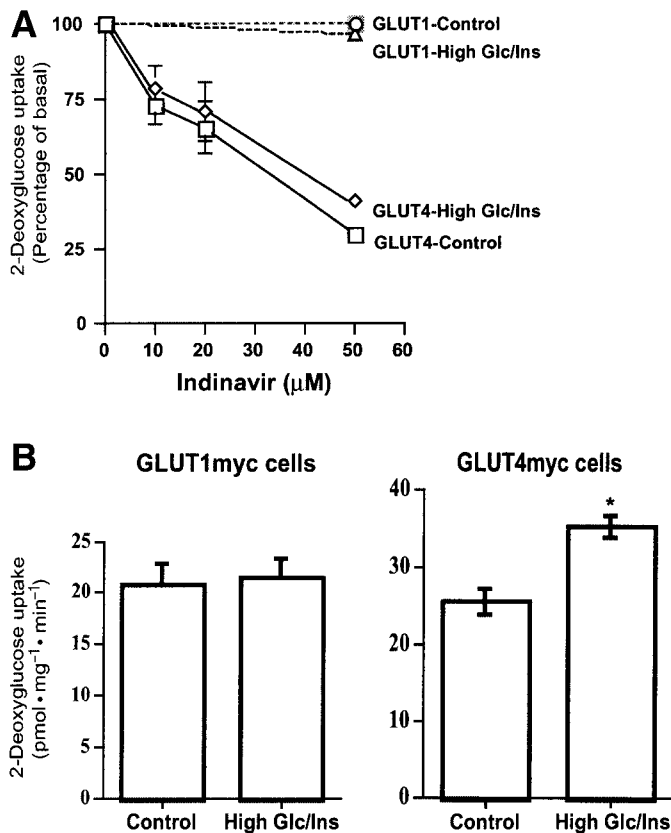 A
2-Deoxyglucose uptake
(Percentage of basal)
100
75
50
25
0
GLUT1-Control
GLUT1-High Glc/Ins
GLUT4-High Glc/Ins
GLUT4-Control
0 10 20 30 40 50 60
Indinavir (μM)
B
GLUT1myc cells
GLUT4myc cells
2-Deoxyglucose uptake
(pmol • mg⁻¹ • min⁻¹)
25
20
15
10
5
0
Control High Glc/Ins
40
30
20
10
0
*
Control High Glc/Ins